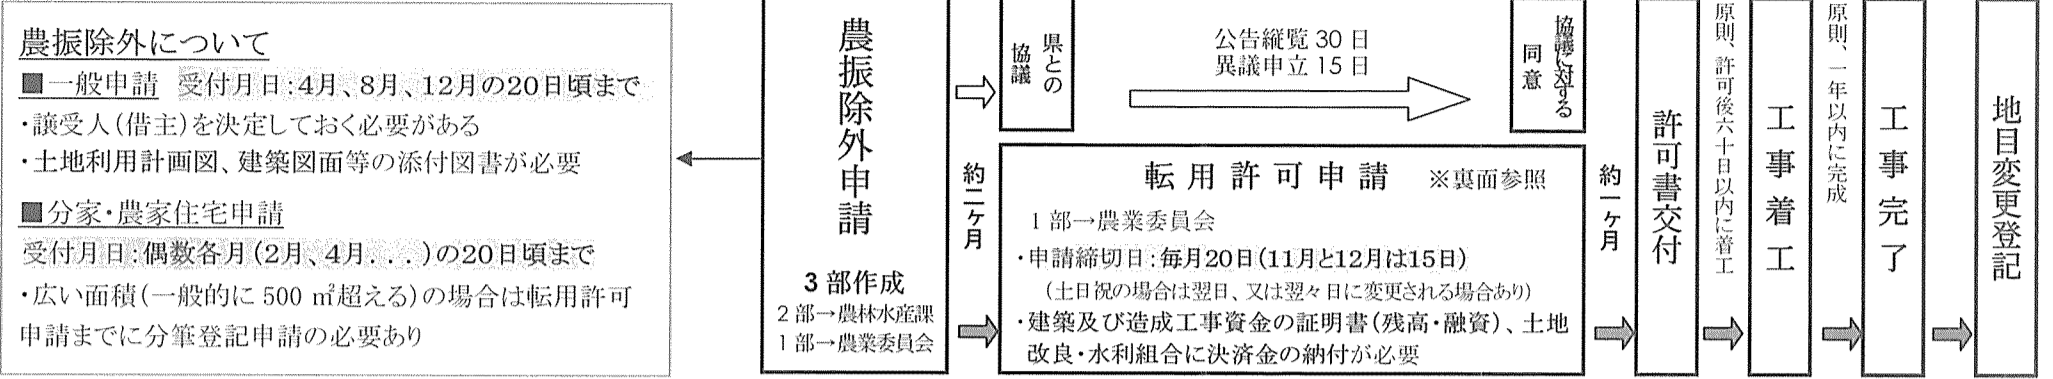 農振除外について
■一般申請 受付月日:4月、8月、12月の20日頃まで
・譲受人(借主)を決定しておく必要がある
・土地利用計画図、建築図面等の添付図書が必要
■分家・農家住宅申請
受付月日:偶数各月(2月、4月...)の20日頃まで
・広い面積(一般的に 500 ㎡超える)の場合は転用許可
申請までに分筆登記申請の必要あり
農振除外申請
3部作成
2部→農林水産課
1部→農業委員会
約二ヶ月
県との
協議
公告縦覧 30 日
異議申立 15 日
協議に対する
同意
転用許可申請 ※裏面参照
1部→農業委員会
・申請締切日:毎月20日(11月と12月は15日)
(土日祝の場合は翌日、又は翌々日に変更される場合あり)
・建築及び造成工事資金の証明書(残高・融資)、土地
改良・水利組合に決済金の納付が必要
約一ヶ月
許可書交付
原則、許可後六十日以内に着工
工事着工
原則、一年以内に完成
工事完了
地目変更登記